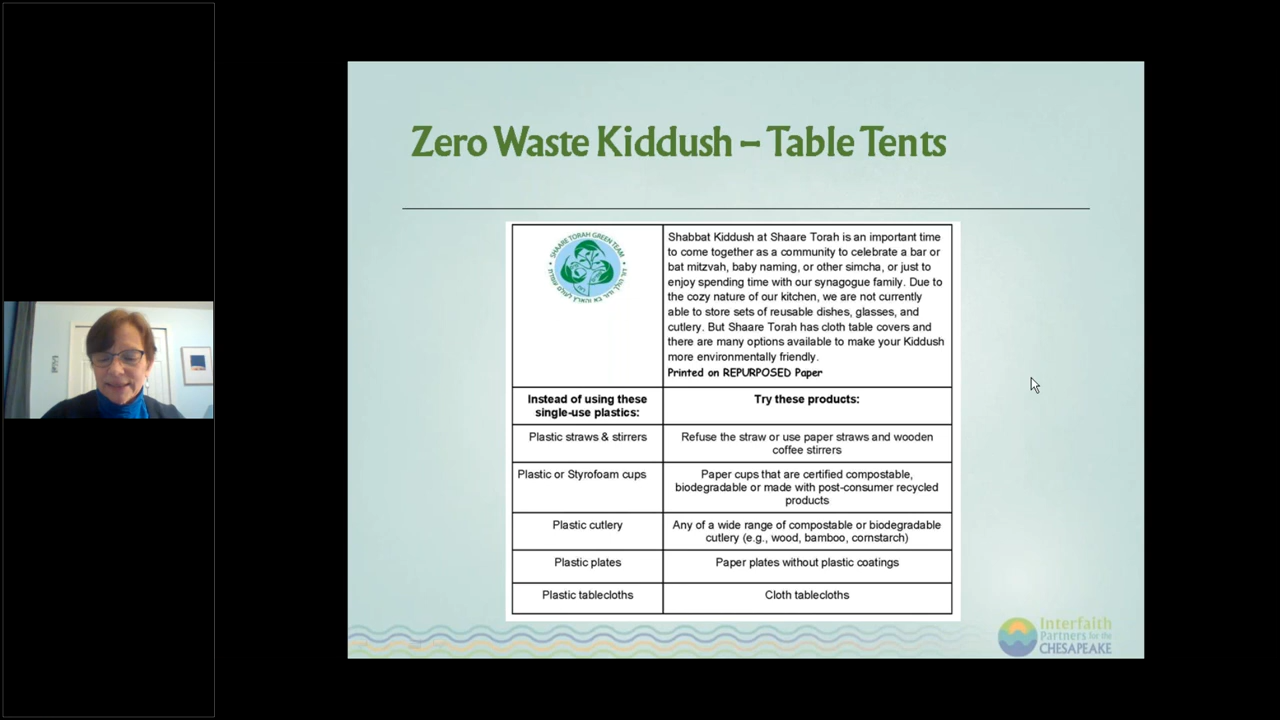 Zero Waste Kiddush – Table Tents
SHAARE TORAH GREEN TEAM
Shabbat Kiddush at Shaare Torah is an important time
to come together as a community to celebrate a bar or
bat mitzvah, baby naming, or other simcha, or just to
enjoy spending time with our synagogue family. Due to
the cozy nature of our kitchen, we are not currently
able to store sets of reusable dishes, glasses, and
cutlery. But Shaare Torah has cloth table covers and
there are many options available to make your Kiddush
more environmentally friendly.
Printed on REPURPOSED Paper
Instead of using these
single-use plastics:
Try these products:
Plastic straws & stirrers
Refuse the straw or use paper straws and wooden
coffee stirrers
Plastic or Styrofoam cups
Paper cups that are certified compostable,
biodegradable or made with post-consumer recycled
products
Plastic cutlery
Any of a wide range of compostable or biodegradable
cutlery (e.g., wood, bamboo, cornstarch)
Plastic plates
Paper plates without plastic coatings
Plastic tablecloths
Cloth tablecloths
Interfaith
Partners for the
CHESAPEAKE